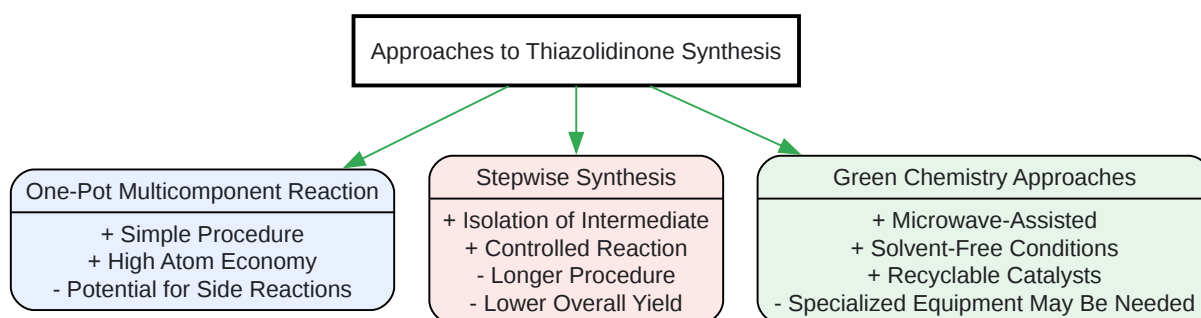 Approaches to Thiazolidinone Synthesis
One-Pot Multicomponent Reaction
+ Simple Procedure
+ High Atom Economy
- Potential for Side Reactions
Stepwise Synthesis
+ Isolation of Intermediate
+ Controlled Reaction
- Longer Procedure
- Lower Overall Yield
Green Chemistry Approaches
+ Microwave-Assisted
+ Solvent-Free Conditions
+ Recyclable Catalysts
- Specialized Equipment May Be Needed